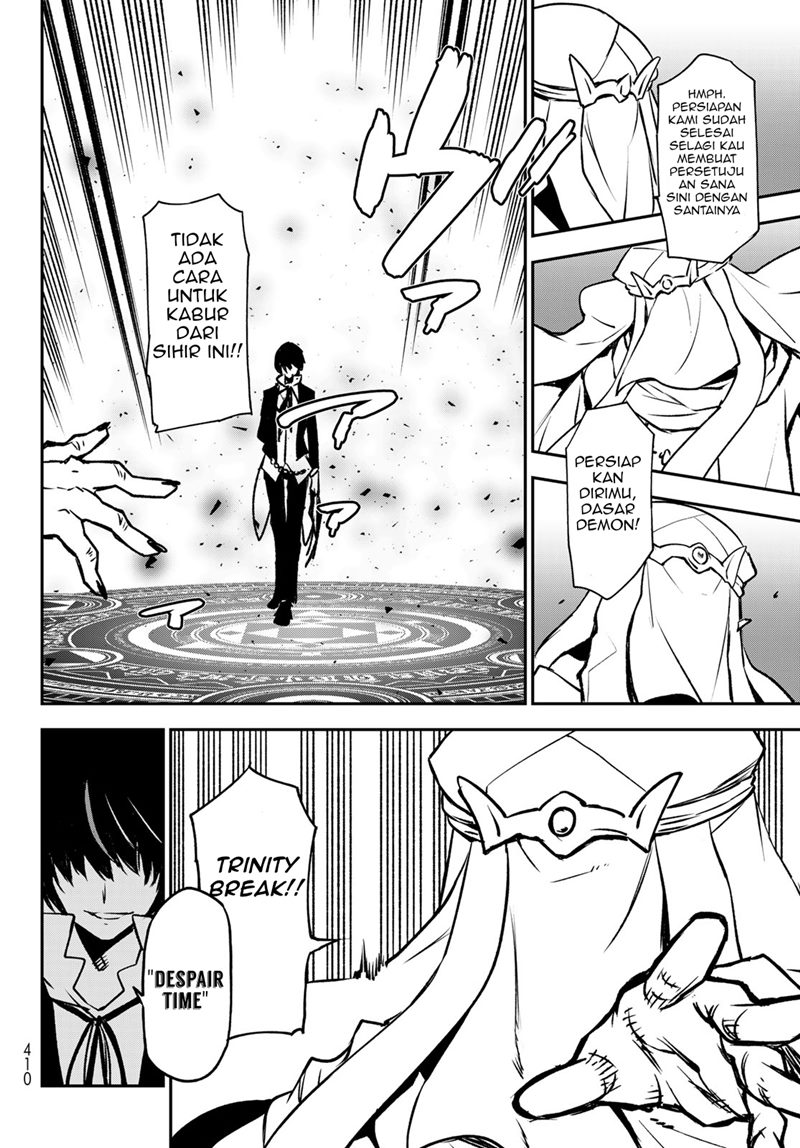 HMPH.
PERSIAPAN
KAMI SUDAH
SELESAI
SELAGI KAU
MEMBUAT
PERSETUJU
AN SANA
SINI DENGAN
SANTAINYA
PERSIAP
KAN
DIRIMU,
DASAR
DEMON!
TIDAK
ADA
CARA
UNTUK
KABUR
DARI
SIHIR INI!!
TRINITY
BREAK!!
"DESPAIR
TIME"
410